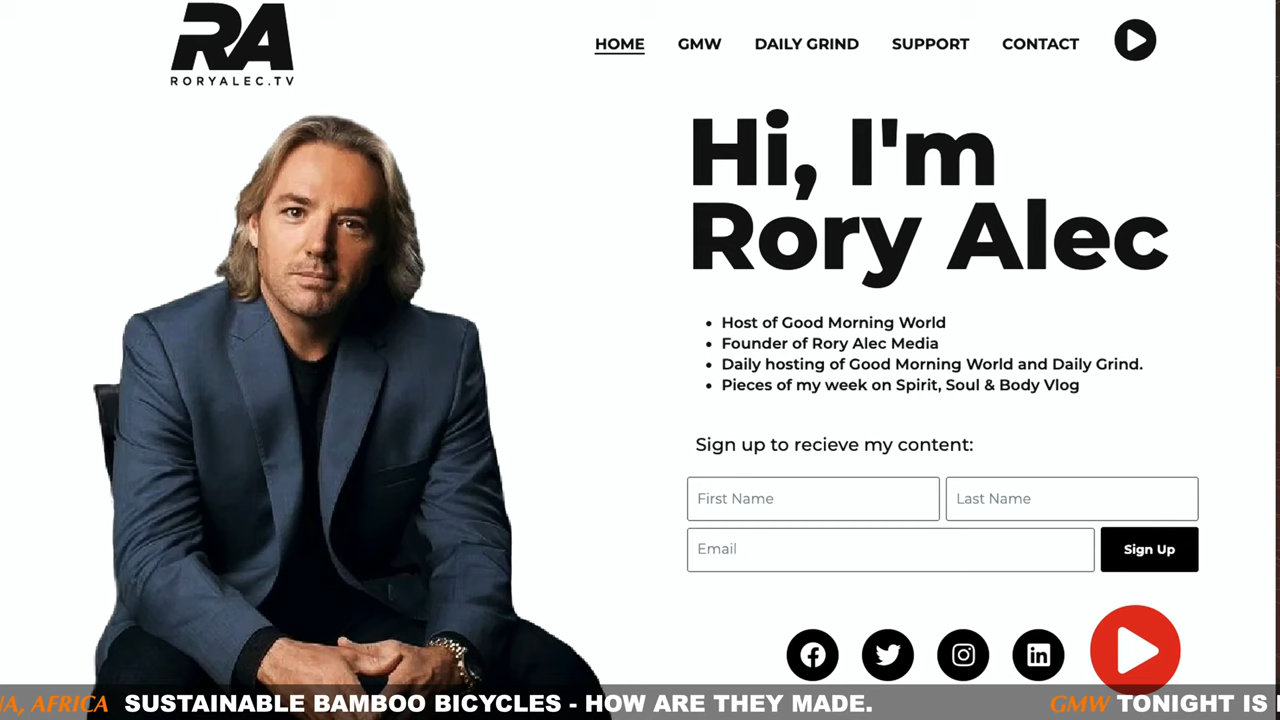 RA
RORYALEC.TV
HOME GMW DAILY GRIND SUPPORT CONTACT
Hi, I'm
Rory Alec
• Host of Good Morning World
• Founder of Rory Alec Media
• Daily hosting of Good Morning World and Daily Grind.
• Pieces of my week on Spirit, Soul & Body Vlog
Sign up to recieve my content:
First Name Last Name
Email Sign Up
AFRICA SUSTAINABLE BAMBOO BICYCLES - HOW ARE THEY MADE. GMW TONIGHT IS